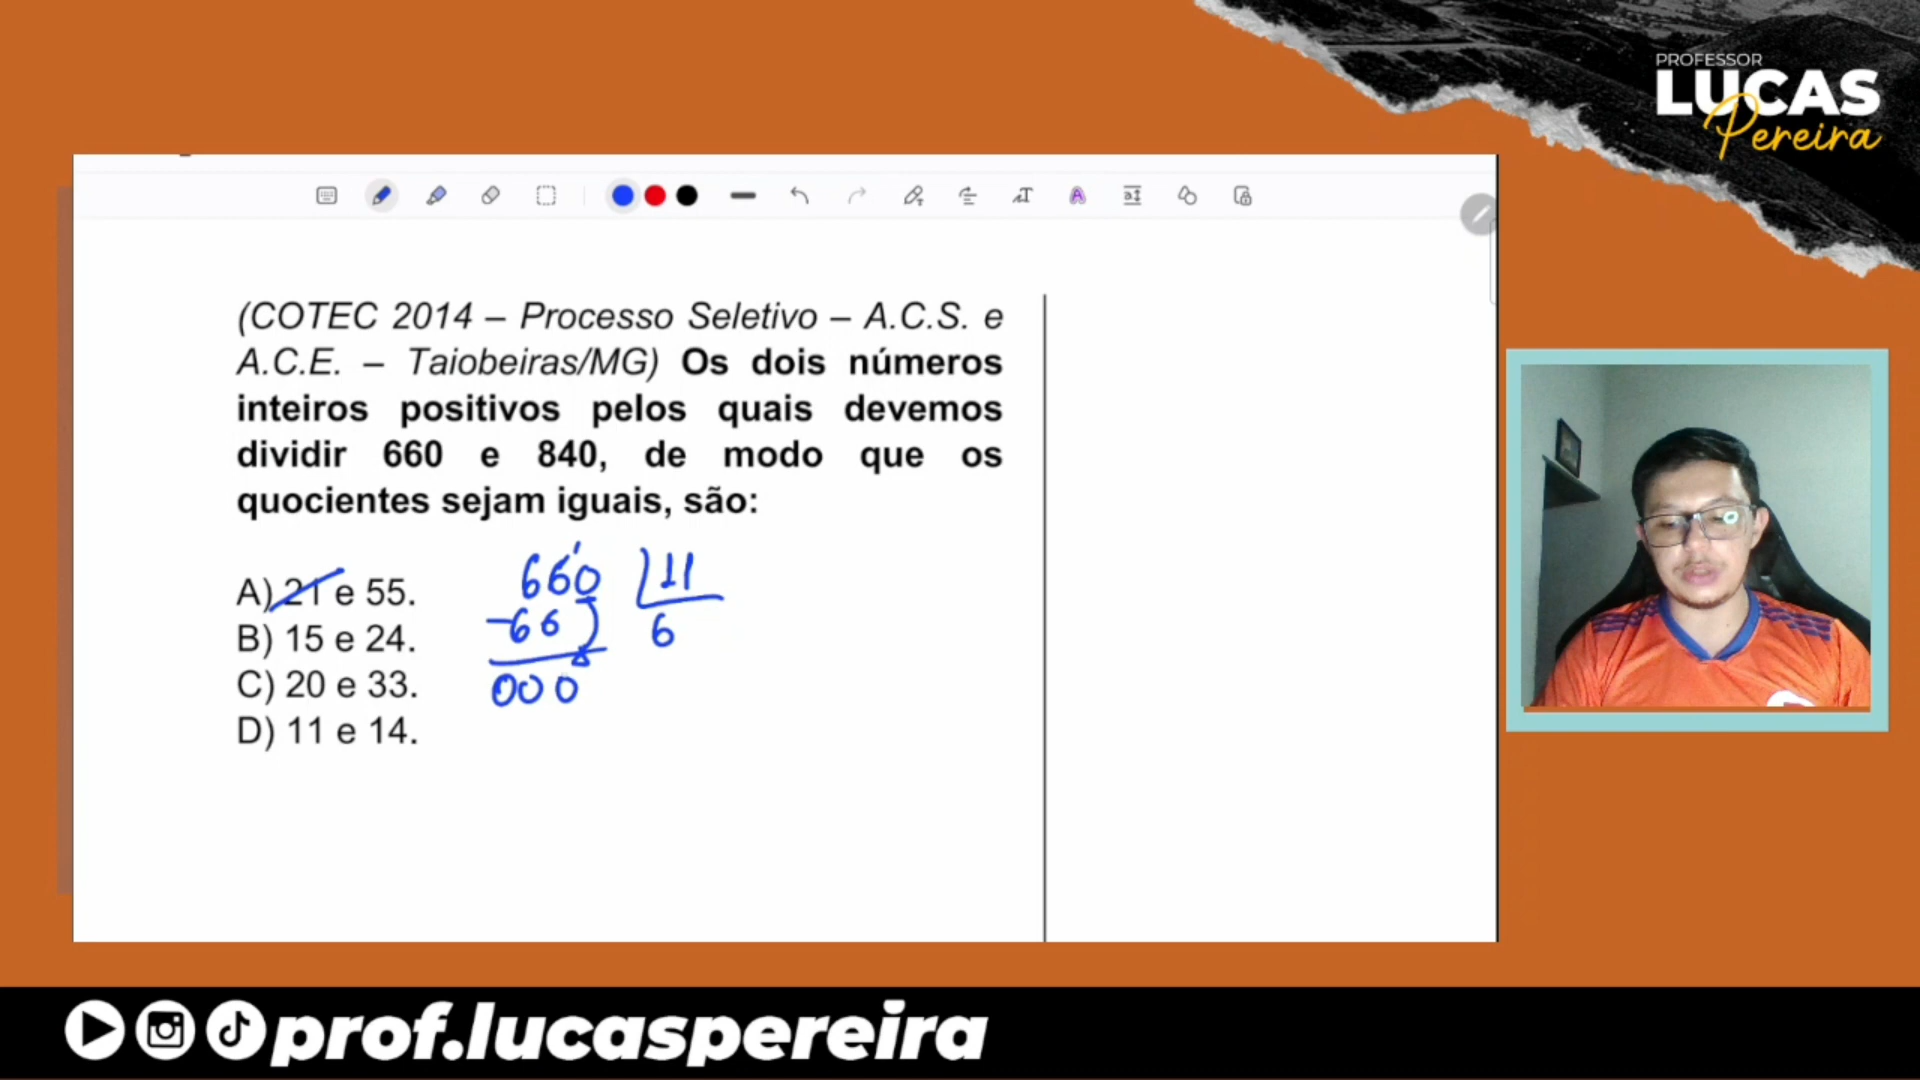 PROFESSOR
LUCAS
Pereira
(COTEC 2014 – Processo Seletivo – A.C.S. e
A.C.E. – Taiobeiras/MG) Os dois números
inteiros positivos pelos quais devemos
dividir 660 e 840, de modo que os
quocientes sejam iguais, são:
A) 21 e 55.
B) 15 e 24.
C) 20 e 33.
D) 11 e 14.
660 11
-66 6
000
prof.lucaspereira